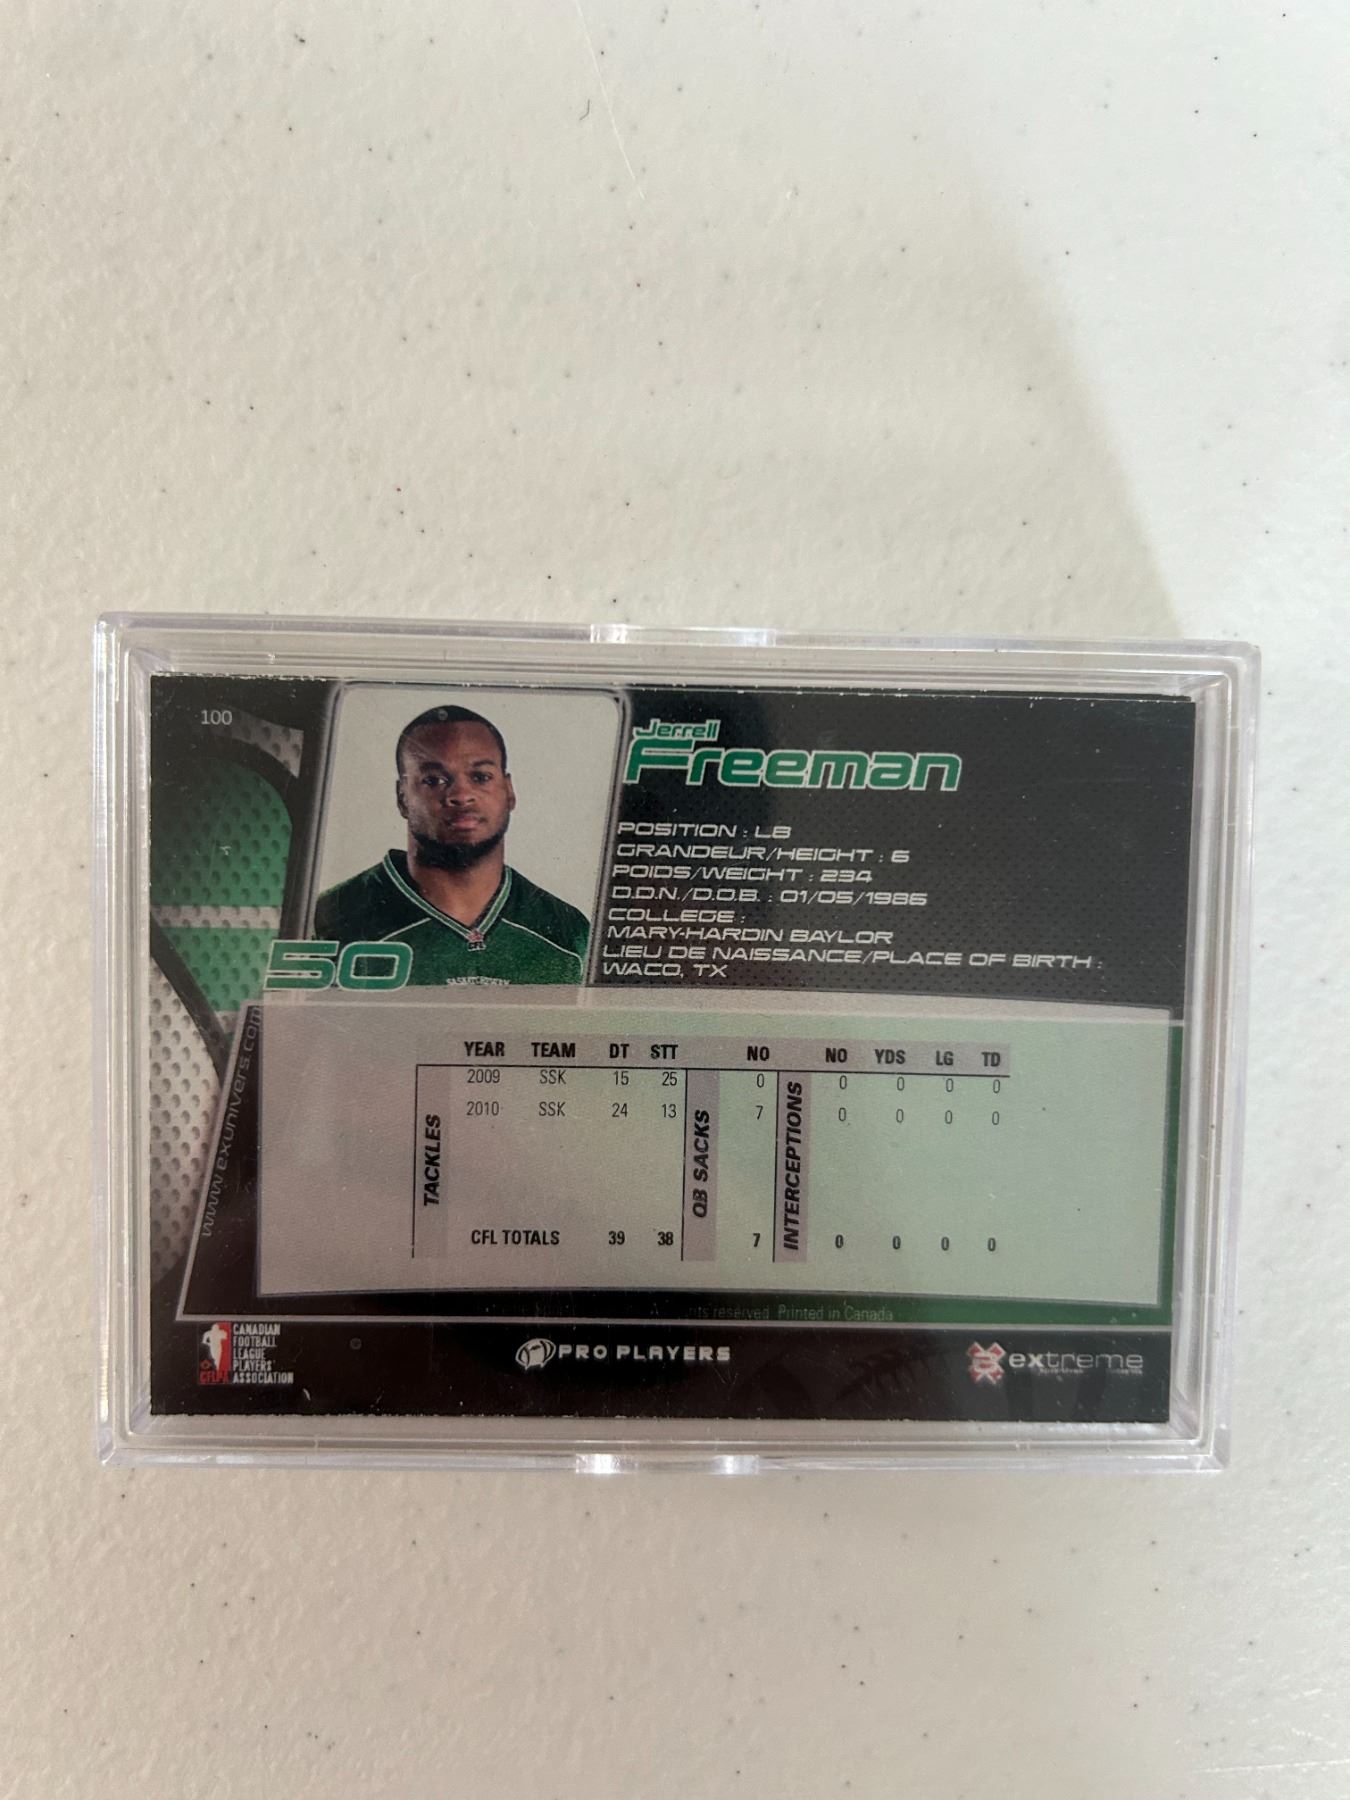 100
Jerrell
Freeman
POSITION : LB
GRANDEUR/HEIGHT : 6
POIDS/WEIGHT : 234
D.D.N./D.O.B. : 01/05/1986
COLLEGE :
MARY-HARDIN BAYLOR
LIEU DE NAISSANCE/PLACE OF BIRTH :
WACO, TX
50
www.exunivers.com
YEAR TEAM DT STT NO NO YDS LG TD
2009 SSK 15 25 0 0 0 0 0
2010 SSK 24 13 7 0 0 0 0
TACKLES
QB SACKS
INTERCEPTIONS
CFL TOTALS 39 38 7 0 0 0 0
reserved Printed in Canada
CANADIAN
FOOTBALL
LEAGUE
PLAYERS'
ASSOCIATION
CFLPA
PRO PLAYERS
extreme